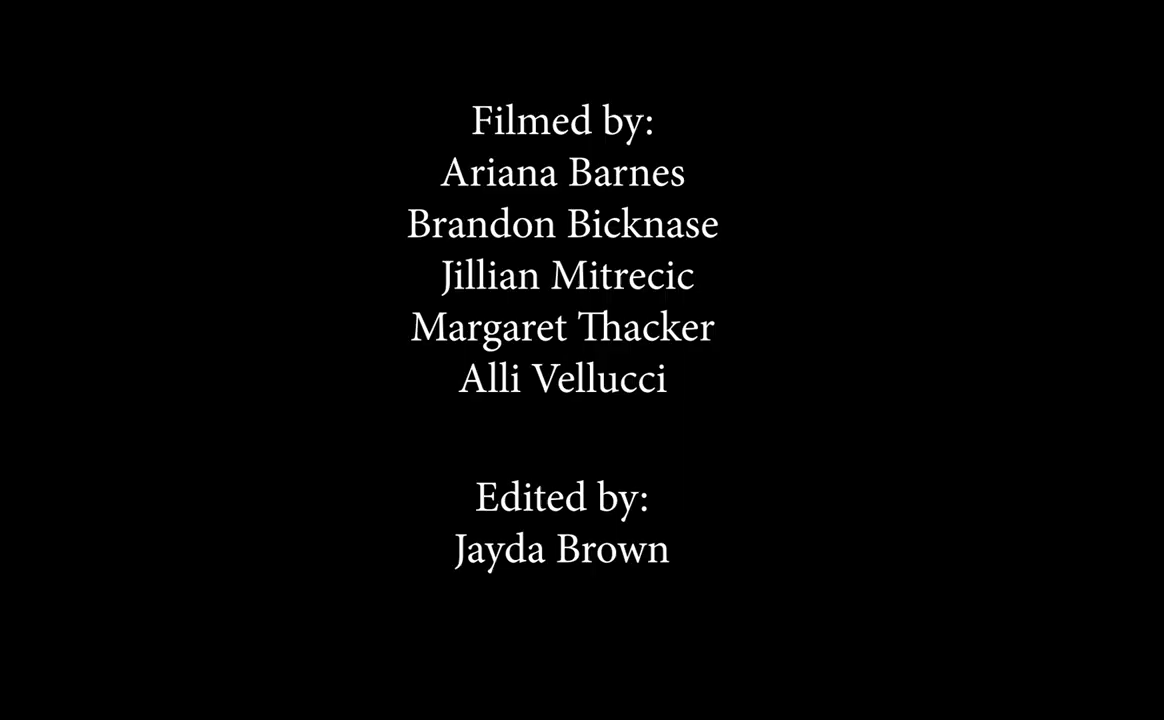 Filmed by:
Ariana Barnes
Brandon Bicknase
Jillian Mitrecic
Margaret Thacker
Alli Vellucci
Edited by:
Jayda Brown